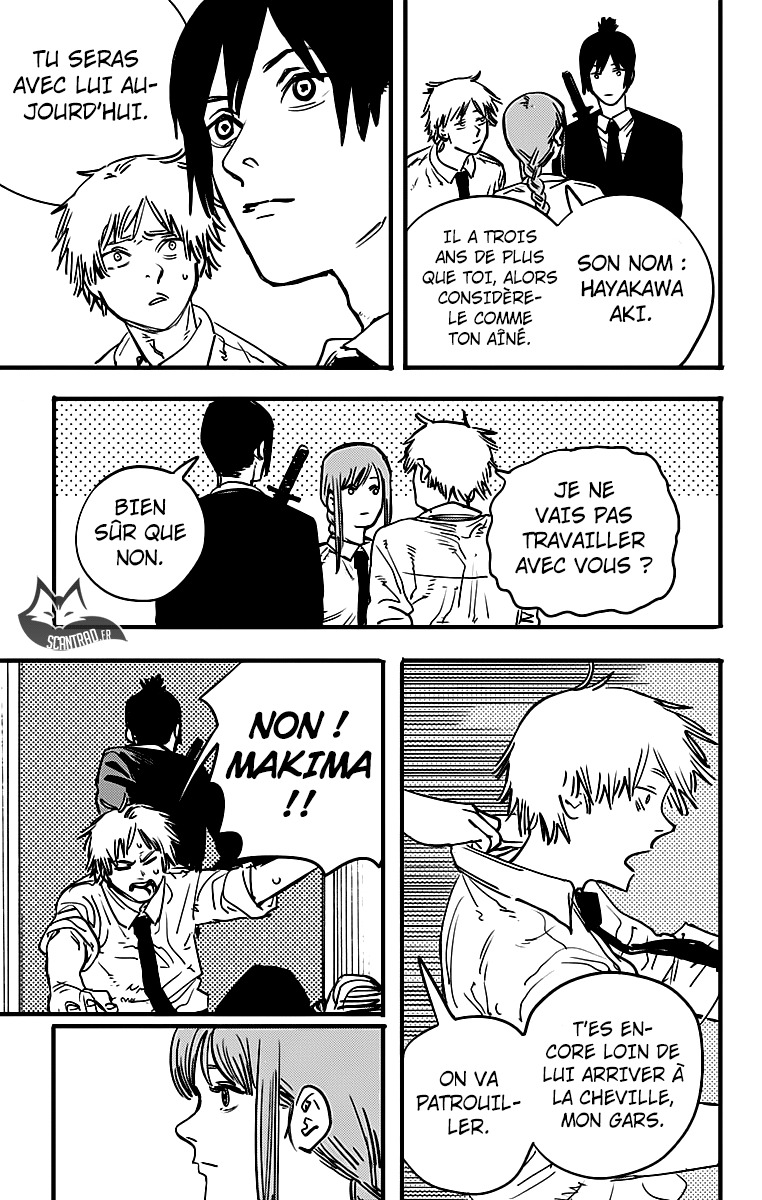 SON NOM :
HAYAKAWA
AKI.
IL A TROIS
ANS DE PLUS
QUE TOI, ALORS
CONSIDÈRE-
LE COMME
TON AÎNÉ.
TU SERAS
AVEC LUI AU-
JOURD'HUI.
JE NE
VAIS PAS
TRAVAILLER
AVEC VOUS ?
BIEN
SÛR QUE
NON.
SCANTRAD.FR
T'ES EN-
CORE LOIN DE
LUI ARRIVER À
LA CHEVILLE,
MON GARS.
ON VA
PATROUIL-
LER.
NON !
MAKIMA
!!